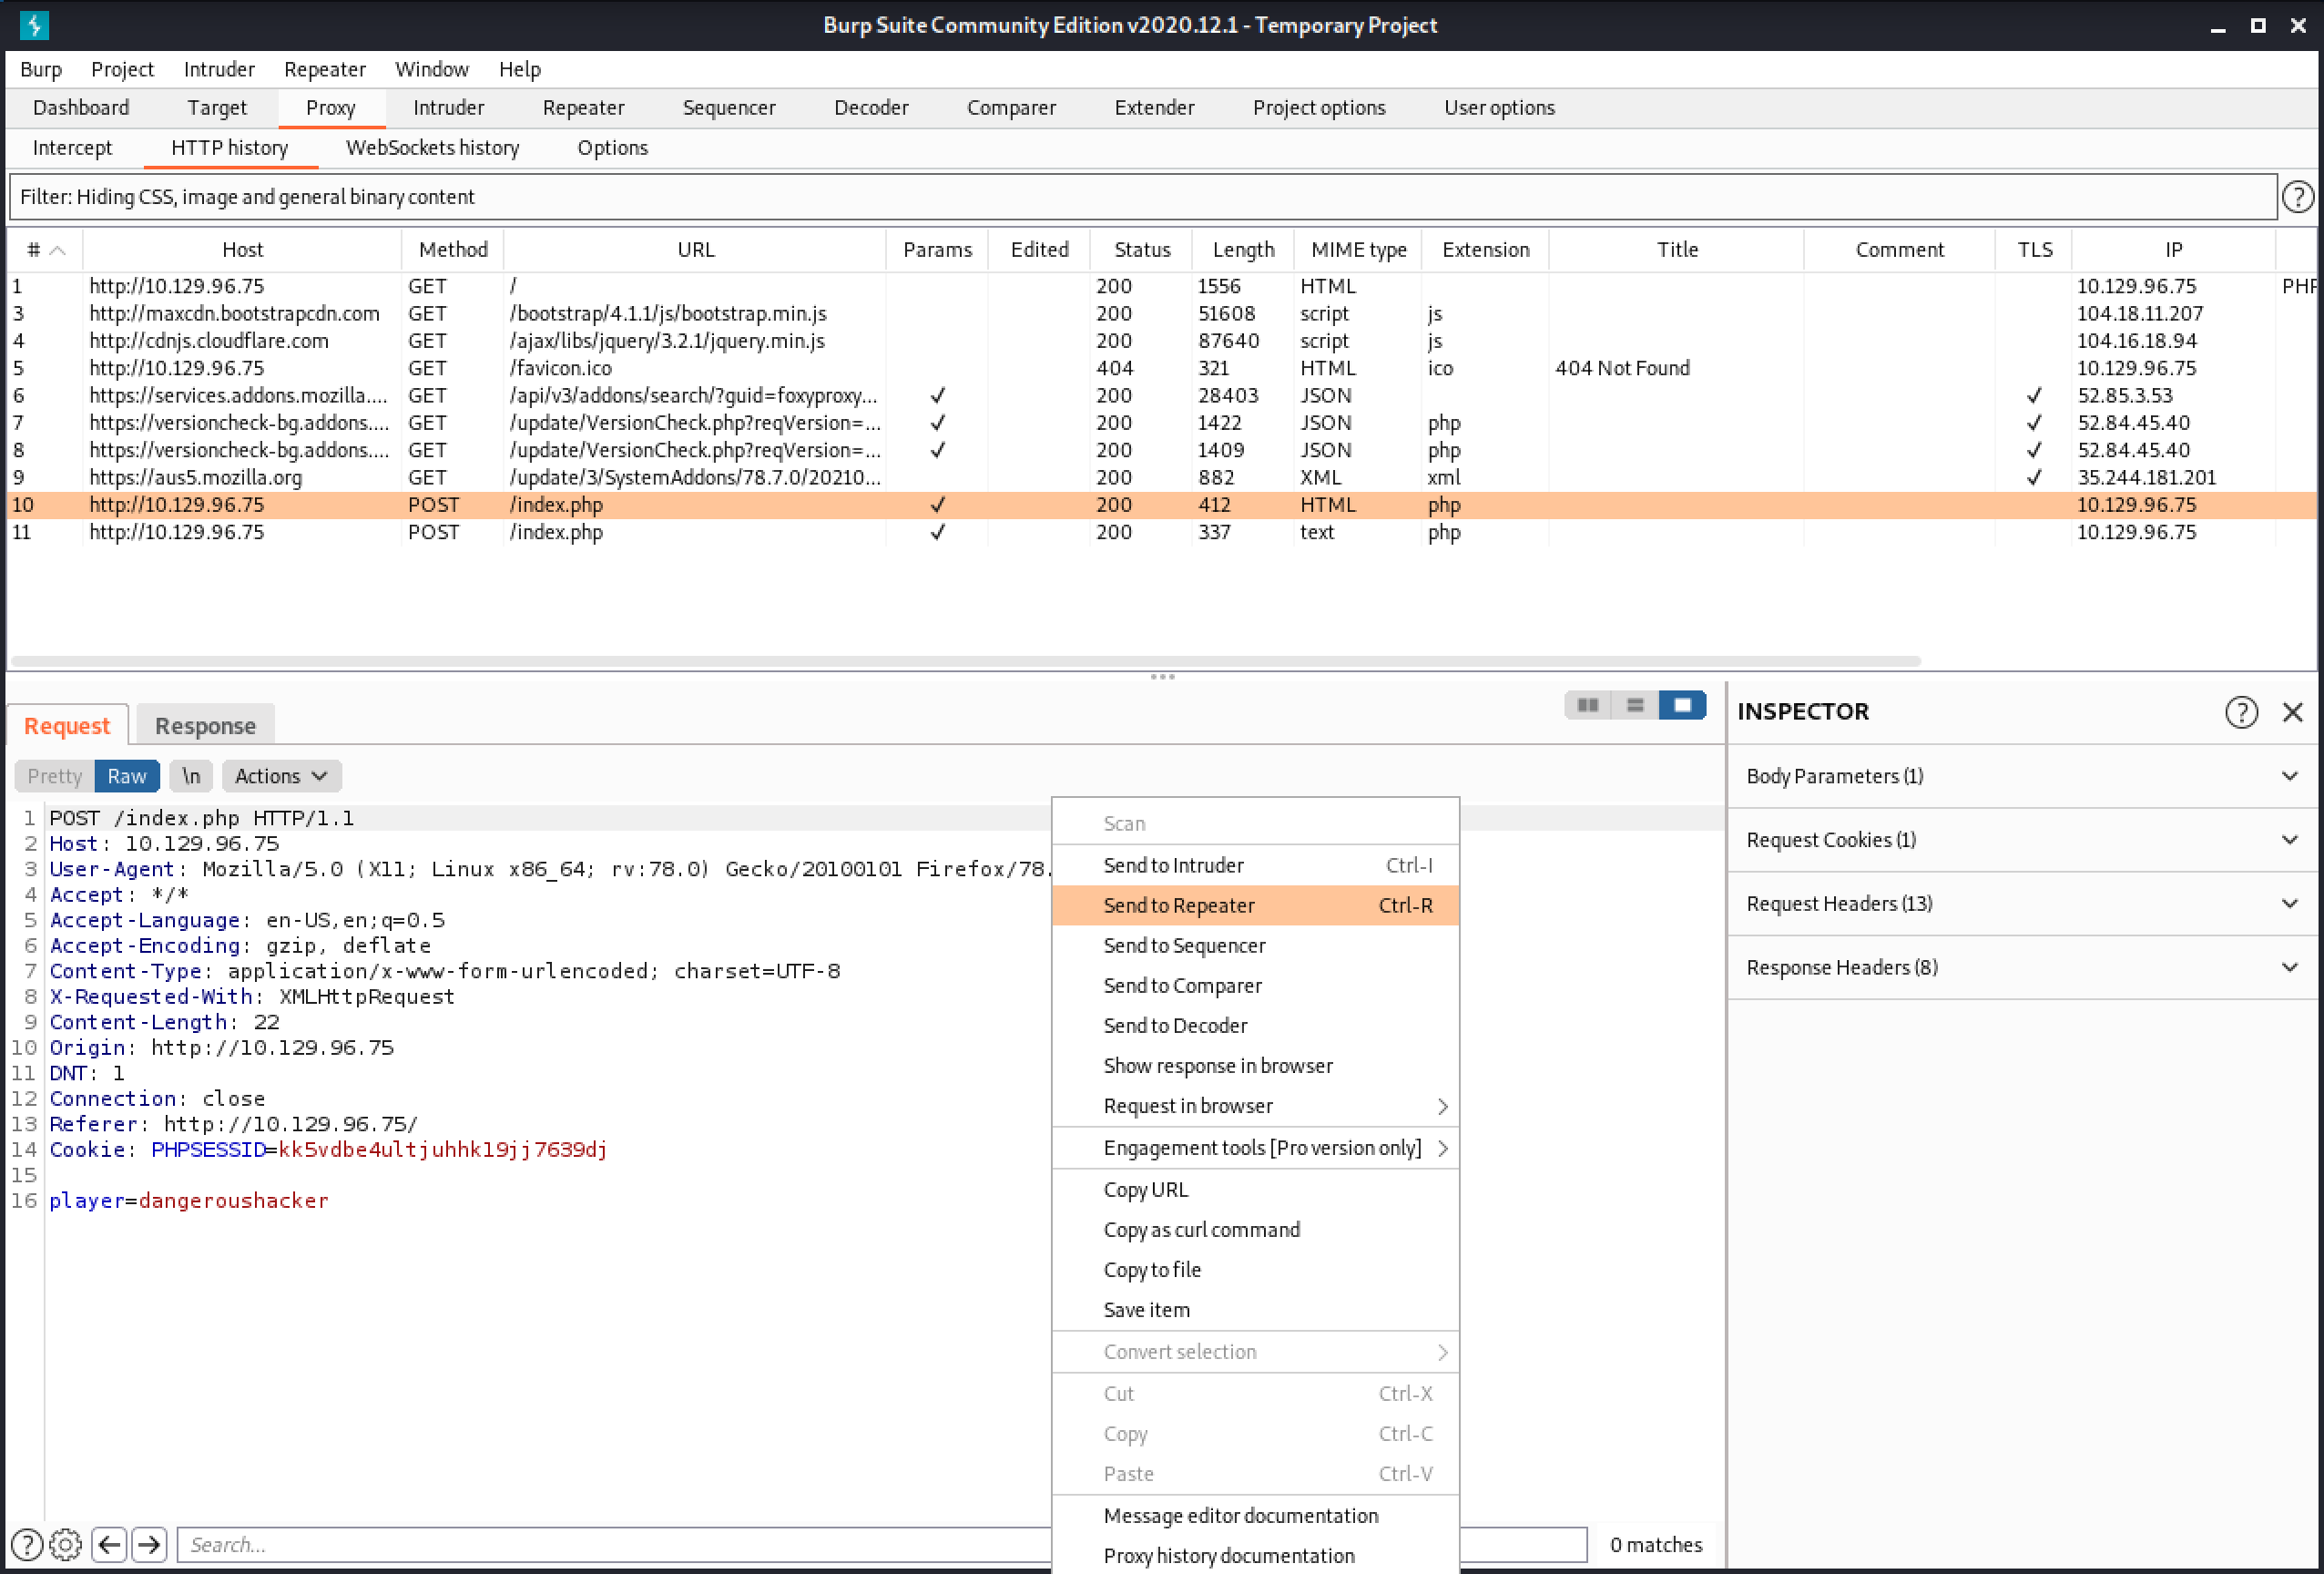 Burp Suite Community Edition v2020.12.1 - Temporary Project
Burp Project Intruder Repeater Window Help
Dashboard Target Proxy Intruder Repeater Sequencer Decoder Comparer Extender Project options User options
Intercept HTTP history WebSockets history Options
Filter: Hiding CSS, image and general binary content
# Host Method URL Params Edited Status Length MIME type Extension Title Comment TLS IP
1 http://10.129.96.75 GET / 200 1556 HTML 10.129.96.75 PHP
3 http://maxcdn.bootstrapcdn.com GET /bootstrap/4.1.1/js/bootstrap.min.js 200 51608 script js 104.18.11.207
4 http://cdnjs.cloudflare.com GET /ajax/libs/jquery/3.2.1/jquery.min.js 200 87640 script js 104.16.18.94
5 http://10.129.96.75 GET /favicon.ico 404 321 HTML ico 404 Not Found 10.129.96.75
6 https://services.addons.mozilla.... GET /api/v3/addons/search/?guid=foxyproxy... ✓ 200 28403 JSON ✓ 52.85.3.53
7 https://versioncheck-bg.addons.... GET /update/VersionCheck.php?reqVersion=... ✓ 200 1422 JSON php ✓ 52.84.45.40
8 https://versioncheck-bg.addons.... GET /update/VersionCheck.php?reqVersion=... ✓ 200 1409 JSON php ✓ 52.84.45.40
9 https://aus5.mozilla.org GET /update/3/SystemAddons/78.7.0/20210... 200 882 XML xml ✓ 35.244.181.201
10 http://10.129.96.75 POST /index.php ✓ 200 412 HTML php 10.129.96.75
11 http://10.129.96.75 POST /index.php ✓ 200 337 text php 10.129.96.75
Request Response
Pretty Raw \n Actions
1 POST /index.php HTTP/1.1
2 Host: 10.129.96.75
3 User-Agent: Mozilla/5.0 (X11; Linux x86_64; rv:78.0) Gecko/20100101 Firefox/78.
4 Accept: */*
5 Accept-Language: en-US,en;q=0.5
6 Accept-Encoding: gzip, deflate
7 Content-Type: application/x-www-form-urlencoded; charset=UTF-8
8 X-Requested-With: XMLHttpRequest
9 Content-Length: 22
10 Origin: http://10.129.96.75
11 DNT: 1
12 Connection: close
13 Referer: http://10.129.96.75/
14 Cookie: PHPSESSID=kk5vdbe4ultjuhhk19jj7639dj
15
16 player=dangeroushacker
Search...
0 matches
Scan
Send to Intruder Ctrl-I
Send to Repeater Ctrl-R
Send to Sequencer
Send to Comparer
Send to Decoder
Show response in browser
Request in browser
Engagement tools [Pro version only]
Copy URL
Copy as curl command
Copy to file
Save item
Convert selection
Cut Ctrl-X
Copy Ctrl-C
Paste Ctrl-V
Message editor documentation
Proxy history documentation
INSPECTOR
Body Parameters (1)
Request Cookies (1)
Request Headers (13)
Response Headers (8)